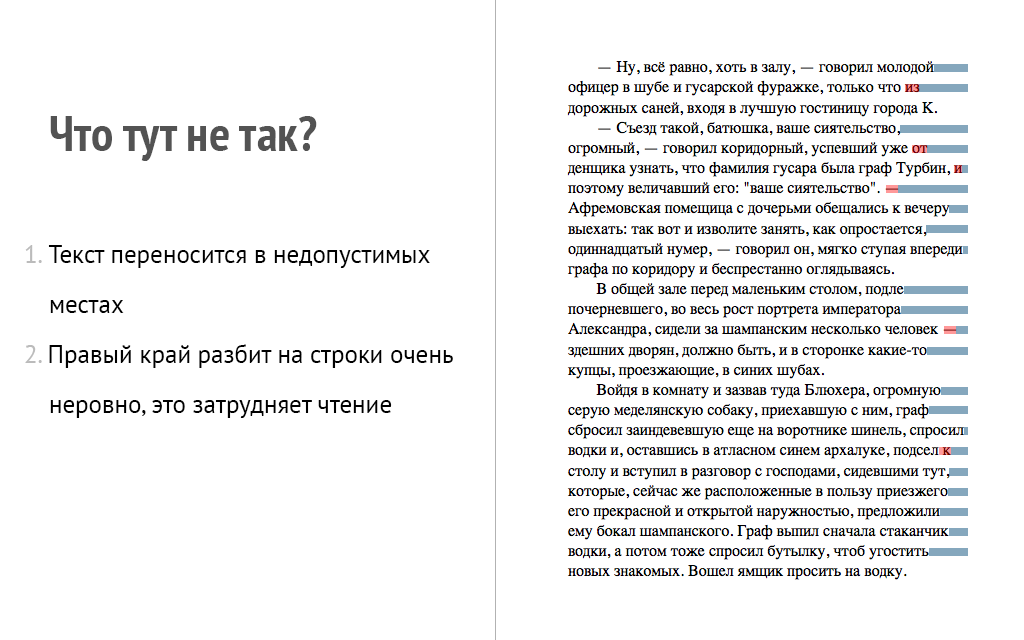 Что тут не так?
1. Текст переносится в недопустимых
местах
2. Правый край разбит на строки очень
неровно, это затрудняет чтение
— Ну, всё равно, хоть в залу, — говорил молодой
офицер в шубе и гусарской фуражке, только что из
дорожных саней, входя в лучшую гостиницу города К.
— Съезд такой, батюшка, ваше сиятельство,
огромный, — говорил коридорный, успевший уже от
денщика узнать, что фамилия гусара была граф Турбин, и
поэтому величавший его: "ваше сиятельство". —
Афремовская помещица с дочерьми обещались к вечеру
выехать: так вот и изволите занять, как опростается,
одиннадцатый нумер, — говорил он, мягко ступая впереди
графа по коридору и беспрестанно оглядываясь.
В общей зале перед маленьким столом, подле
почерневшего, во весь рост портрета императора
Александра, сидели за шампанским несколько человек —
здешних дворян, должно быть, и в сторонке какие-то
купцы, проезжающие, в синих шубах.
Войдя в комнату и зазвав туда Блюхера, огромную
серую меделянскую собаку, приехавшую с ним, граф
сбросил заиндевевшую еще на воротнике шинель, спросил
водки и, оставшись в атласном синем архалуке, подсел к
столу и вступил в разговор с господами, сидевшими тут,
которые, сейчас же расположенные в пользу приезжего
его прекрасной и открытой наружностью, предложили
ему бокал шампанского. Граф выпил сначала стаканчик
водки, а потом тоже спросил бутылку, чтоб угостить
новых знакомых. Вошел ямщик просить на водку.